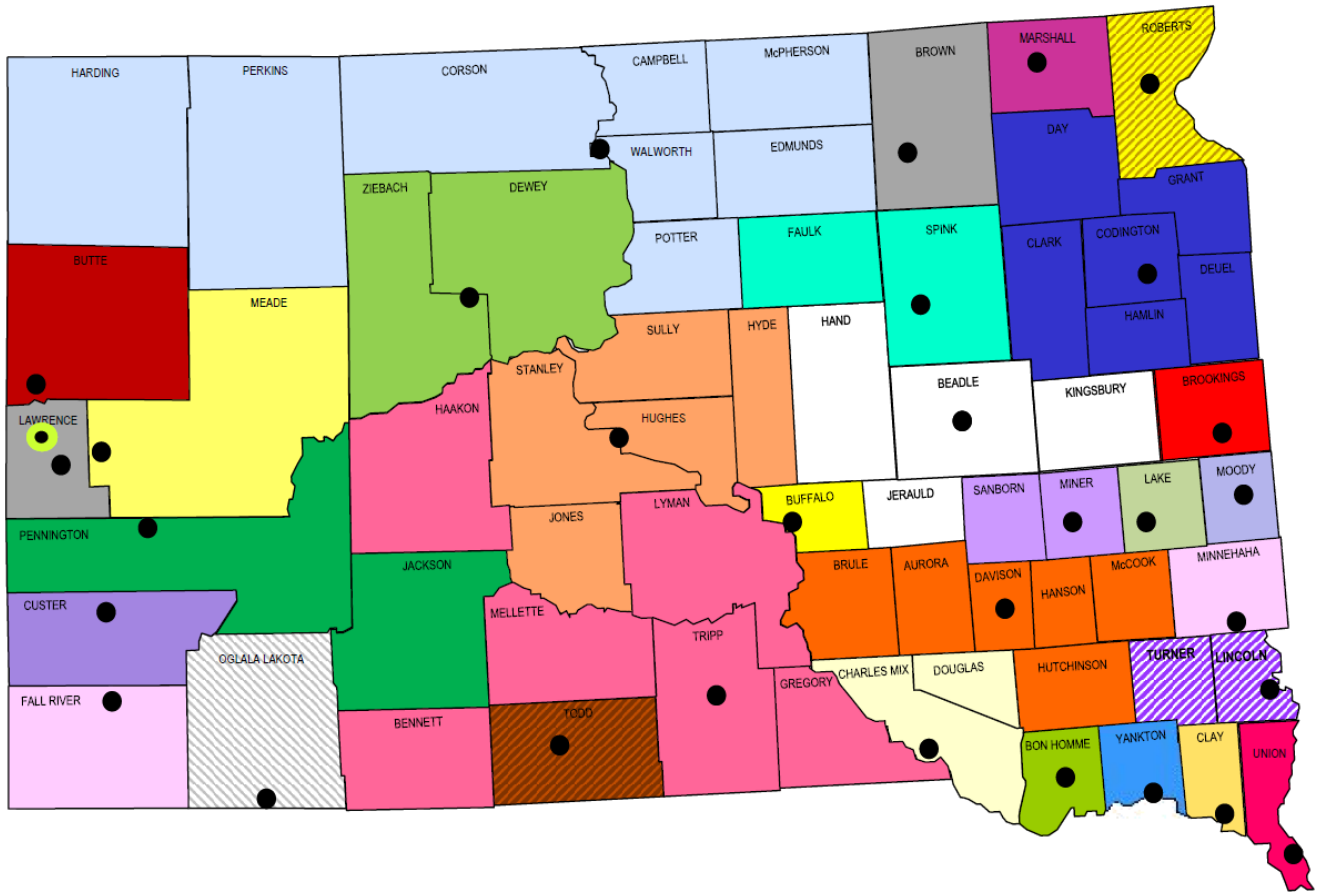 HARDING
PERKINS
CORSON
CAMPBELL
McPHERSON
BROWN
MARSHALL
ROBERTS
WALWORTH
EDMUNDS
DAY
ZIEBACH
DEWEY
GRANT
POTTER
FAULK
SPINK
CLARK
CODINGTON
DEUEL
BUTTE
MEADE
SULLY
HYDE
HAND
HAMLIN
STANLEY
BEADLE
KINGSBURY
BROOKINGS
LAWRENCE
HAAKON
HUGHES
PENNINGTON
JONES
LYMAN
BUFFALO
JERAULD
SANBORN
MINER
LAKE
MOODY
JACKSON
BRULE
AURORA
DAVISON
HANSON
McCOOK
MINNEHAHA
CUSTER
MELLETTE
TRIPP
OGLALA LAKOTA
GREGORY
CHARLES MIX
DOUGLAS
HUTCHINSON
TURNER
LINCOLN
FALL RIVER
BENNETT
TODD
BON HOMME
YANKTON
CLAY
UNION